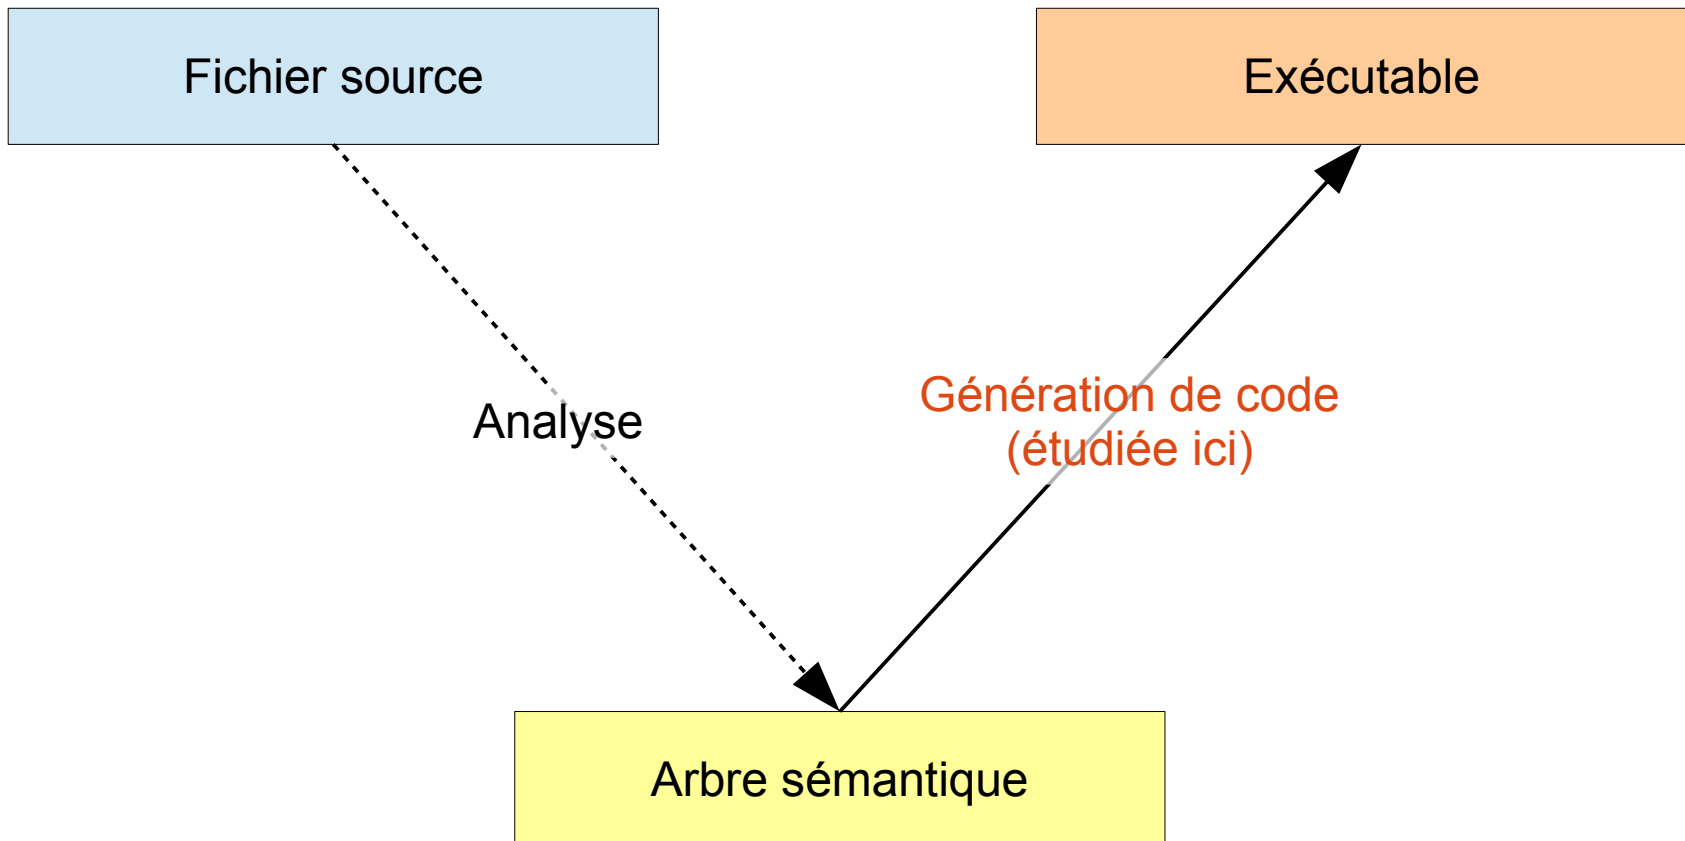 Fichier source
Exécutable
Analyse
Génération de code
(étudiée ici)
Arbre sémantique